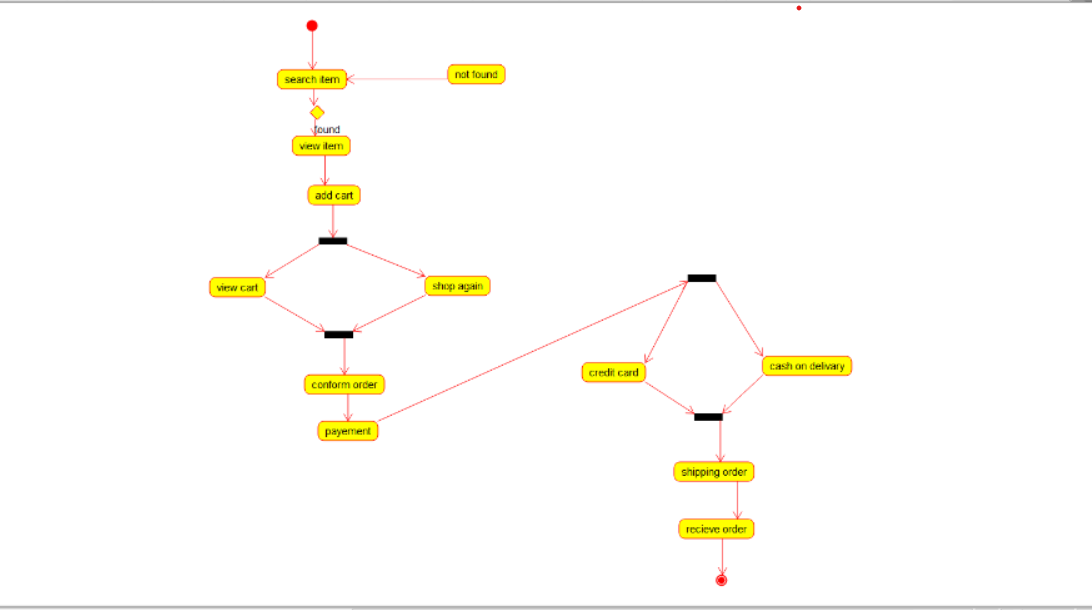 search item
not found
found
view item
add cart
view cart
shop again
conform order
payement
credit card
cash on delivery
shipping order
recieve order